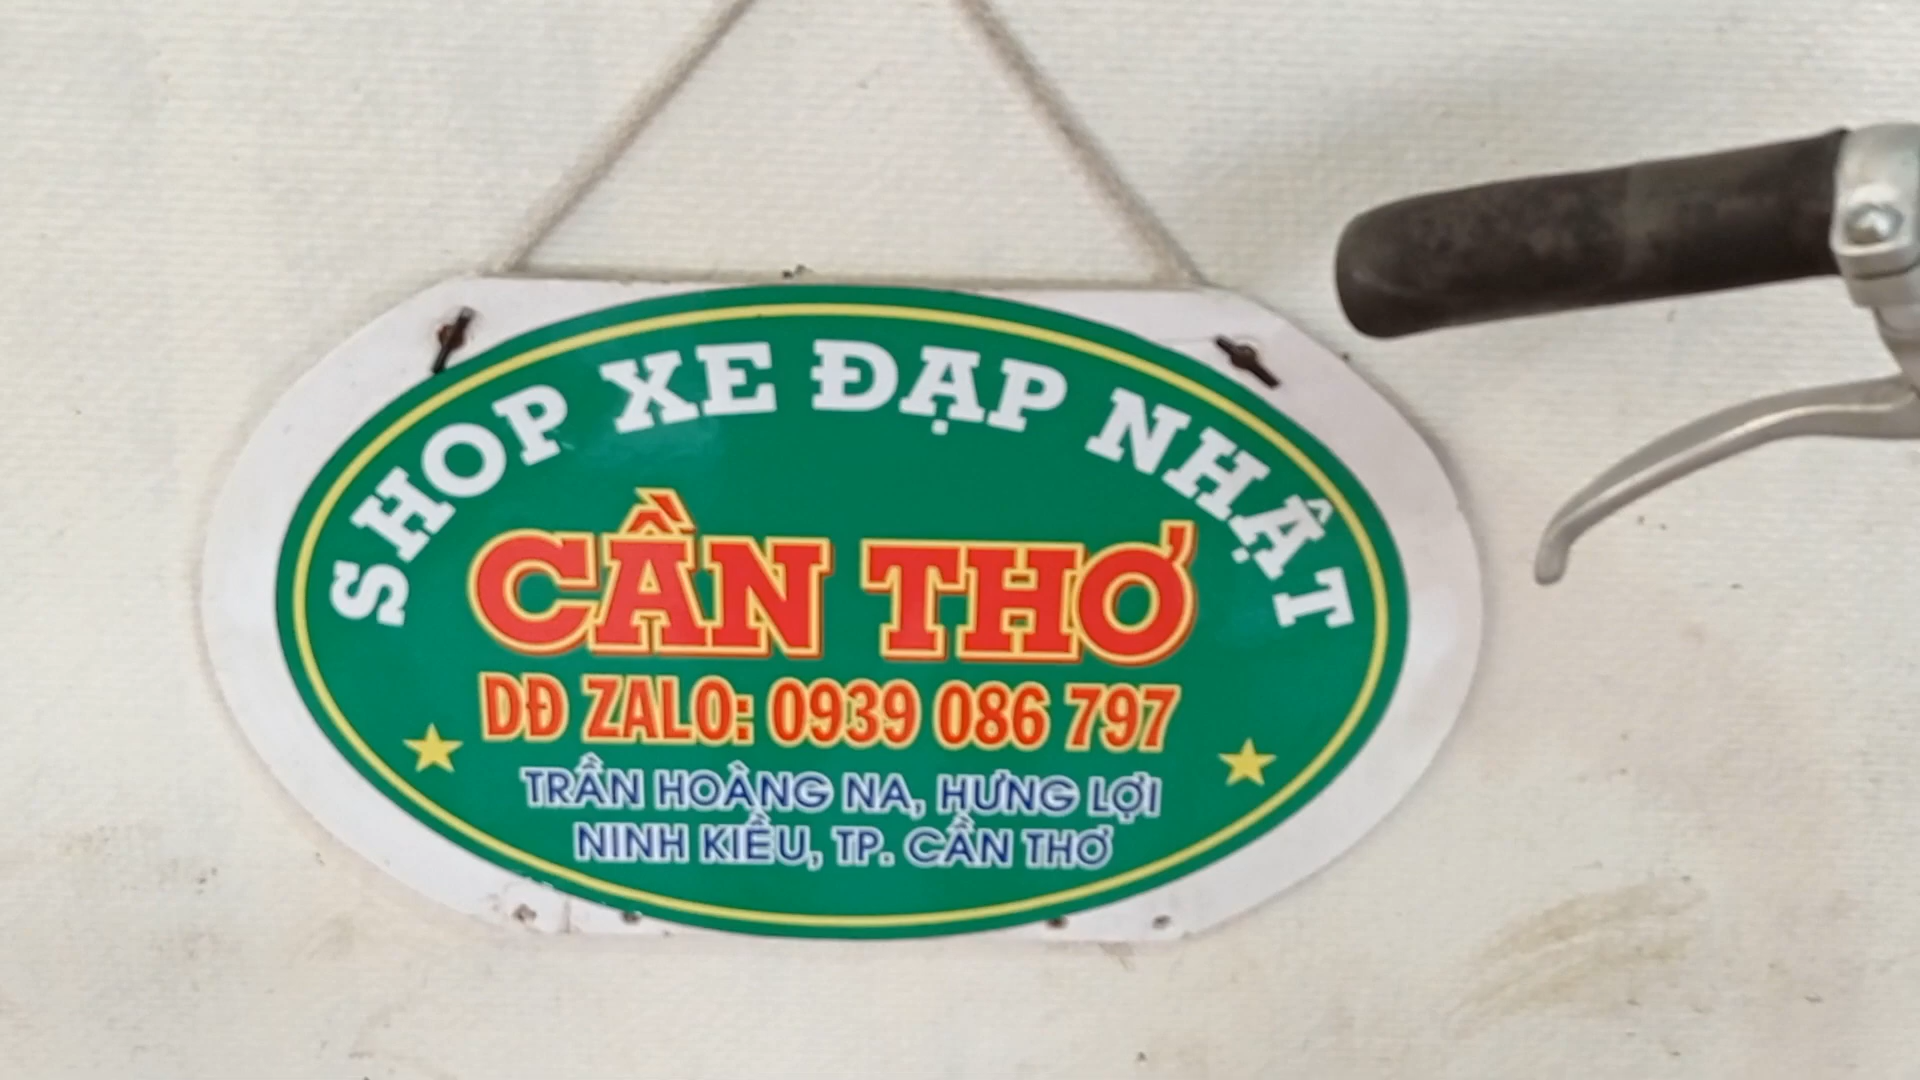 SHOP XE ĐẠP NHẬT
CẦN THƠ
DĐ ZALO: 0939 086 797
TRẦN HOÀNG NA, HƯNG LỢI
NINH KIỀU, TP. CẦN THƠ